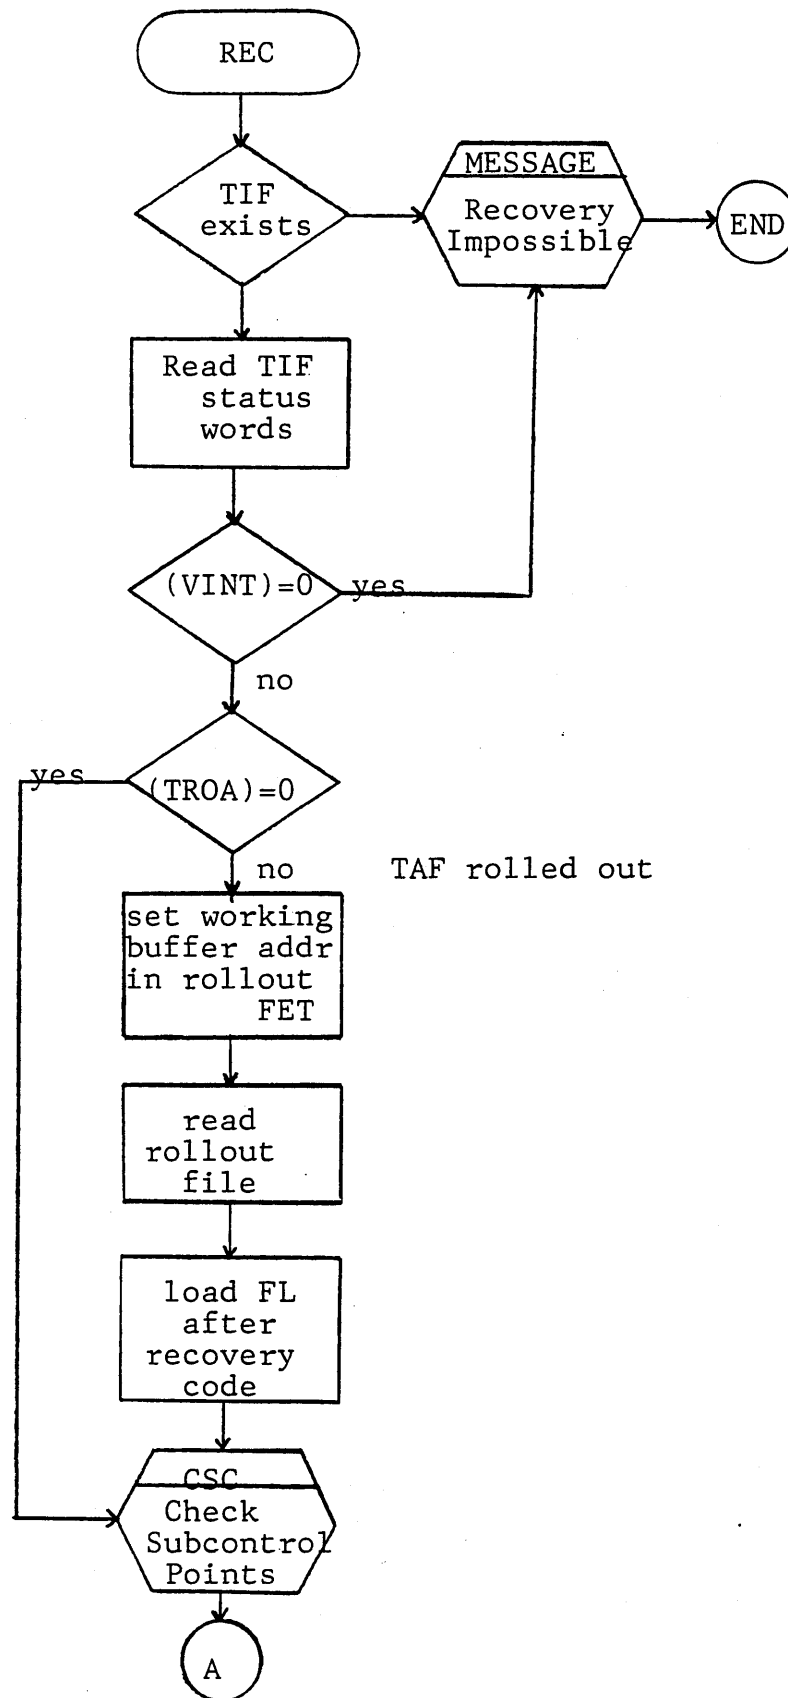 REC
TIF
exists
MESSAGE
Recovery
Impossible
END
Read TIF
status
words
(VINT)=0
yes
no
yes
(TROA)=0
no
TAF rolled out
set working
buffer addr
in rollout
FET
read
rollout
file
load FL
after
recovery
code
CSC
Check
Subcontrol
Points
A